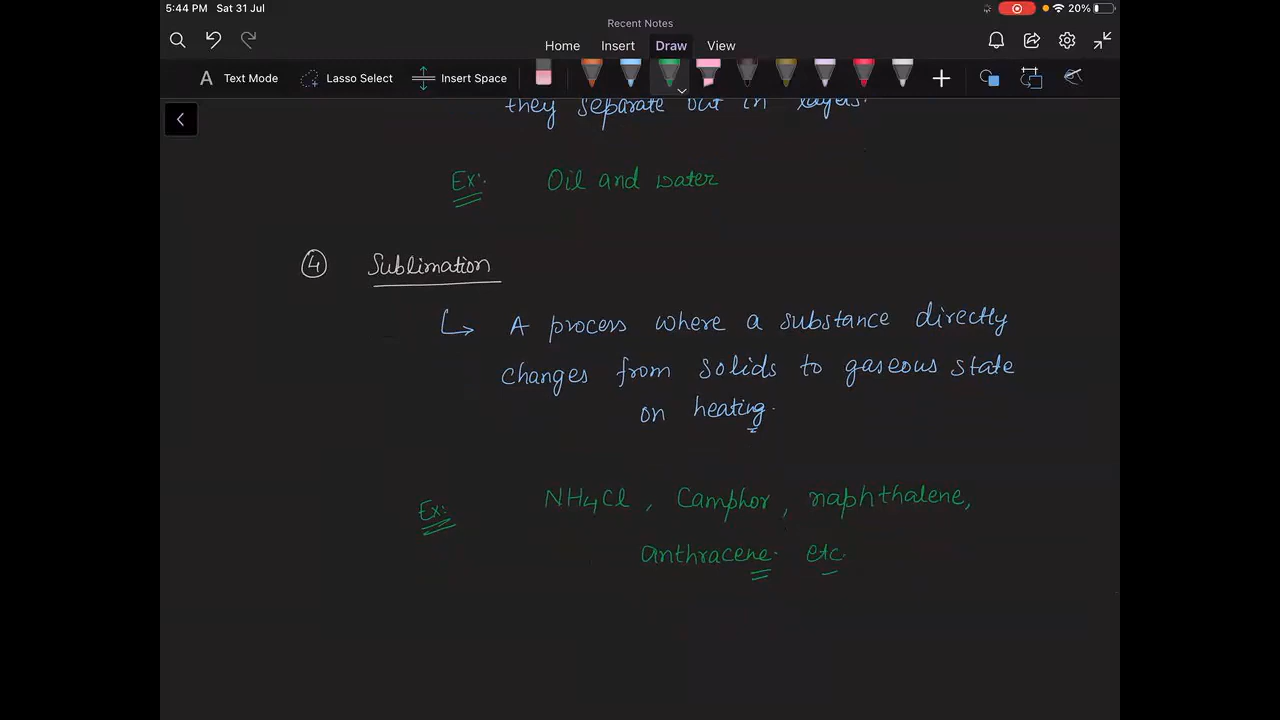 5:44 PM Sat 31 Jul
20%
Recent Notes
Home Insert Draw View
A Text Mode Lasso Select Insert Space
they separate out in layers.
Ex: Oil and water
4 Sublimation
A process where a substance directly
changes from solids to gaseous state
on heating.
Ex: NH4Cl, Camphor, naphthalene,
anthracene. etc.